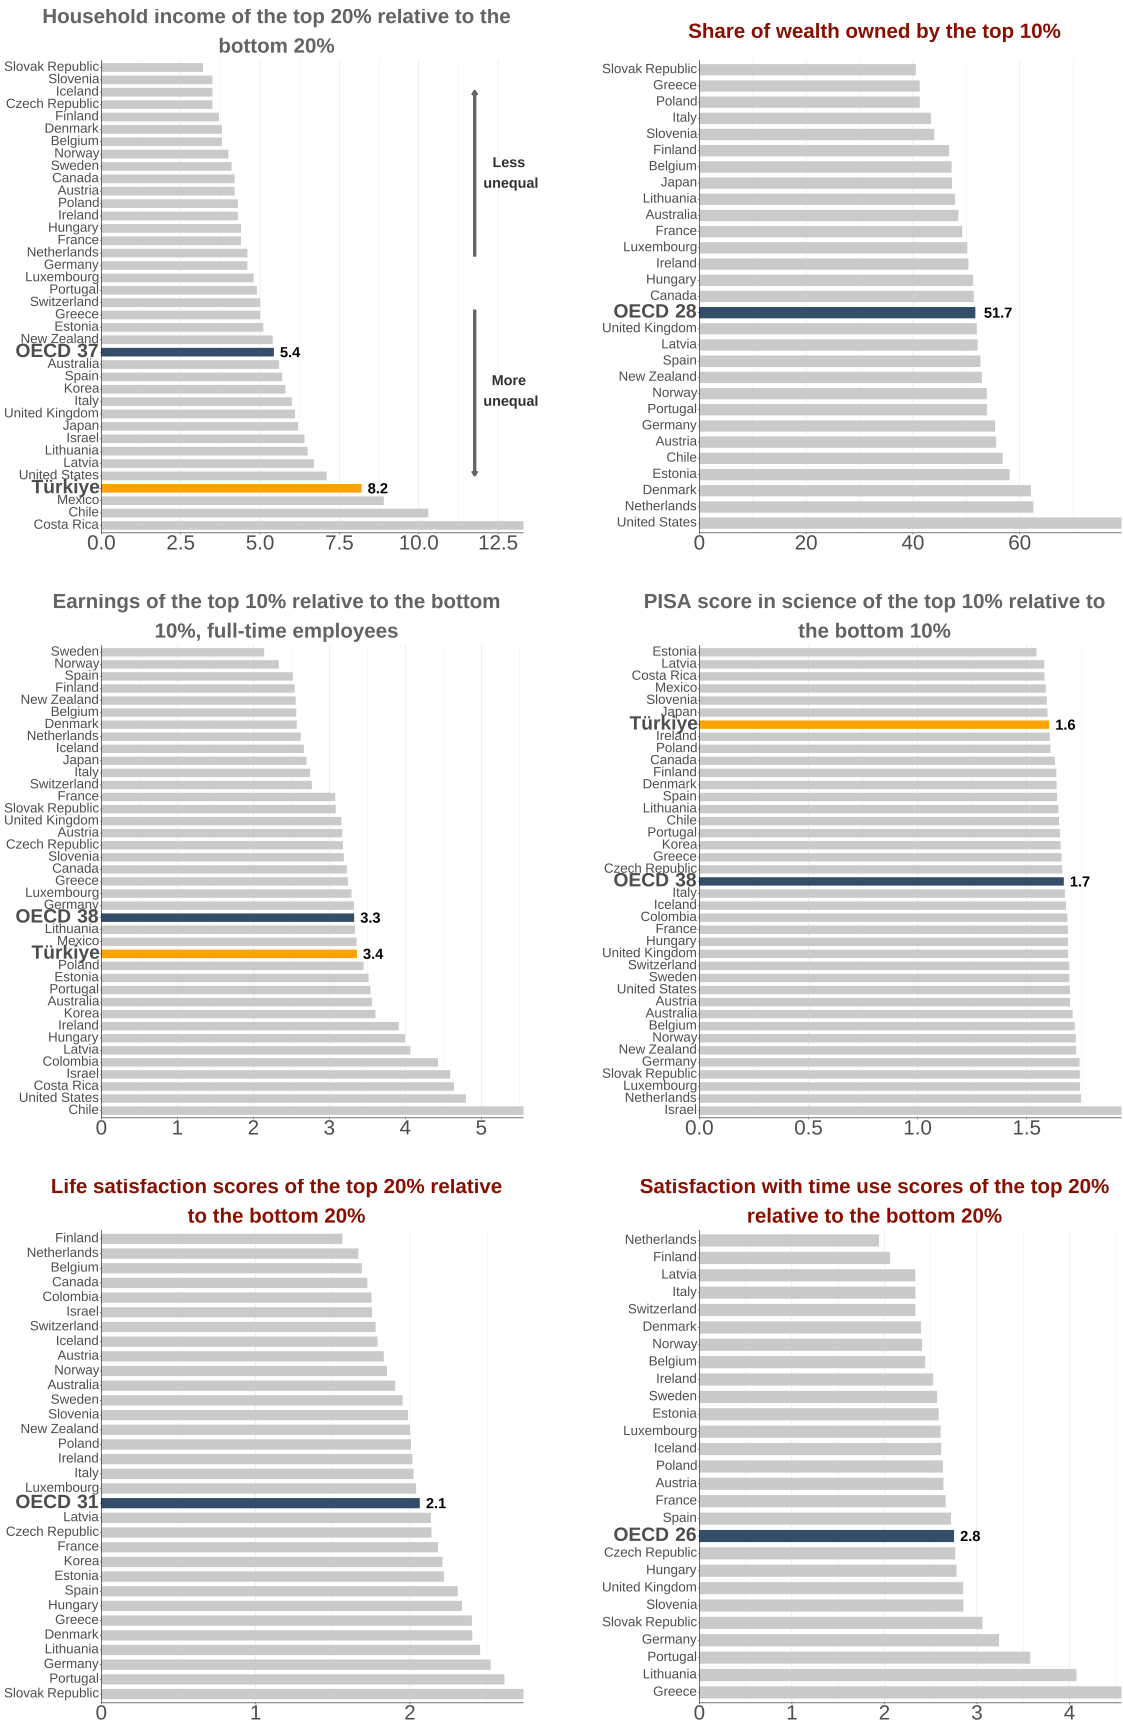 Household income of the top 20% relative to the
bottom 20%
Slovak Republic
Slovenia
Iceland
Czech Republic
Finland
Denmark
Belgium
Norway
Sweden
Canada
Austria
Poland
Ireland
Hungary
France
Netherlands
Germany
Luxembourg
Portugal
Switzerland
Greece
Estonia
New Zealand
OECD 37 5.4
Australia
Spain
Korea
Italy
United Kingdom
Japan
Israel
Lithuania
Latvia
United States
Türkiye 8.2
Mexico
Chile
Costa Rica
Less
unequal
More
unequal
0.0 2.5 5.0 7.5 10.0 12.5
Share of wealth owned by the top 10%
Slovak Republic
Greece
Poland
Italy
Slovenia
Finland
Belgium
Japan
Lithuania
Australia
France
Luxembourg
Ireland
Hungary
Canada
OECD 28 51.7
United Kingdom
Latvia
Spain
New Zealand
Norway
Portugal
Germany
Austria
Chile
Estonia
Denmark
Netherlands
United States
0 20 40 60
Earnings of the top 10% relative to the bottom
10%, full-time employees
Sweden
Norway
Spain
Finland
New Zealand
Belgium
Denmark
Netherlands
Iceland
Japan
Italy
Switzerland
France
Slovak Republic
United Kingdom
Austria
Czech Republic
Slovenia
Canada
Greece
Luxembourg
Germany
OECD 38 3.3
Lithuania
Mexico
Türkiye 3.4
Poland
Estonia
Portugal
Australia
Korea
Ireland
Hungary
Latvia
Colombia
Israel
Costa Rica
United States
Chile
0 1 2 3 4 5
PISA score in science of the top 10% relative to
the bottom 10%
Estonia
Latvia
Costa Rica
Mexico
Slovenia
Japan
Türkiye 1.6
Ireland
Poland
Canada
Finland
Denmark
Spain
Lithuania
Chile
Portugal
Korea
Greece
Czech Republic
OECD 38 1.7
Italy
Iceland
Colombia
France
Hungary
United Kingdom
Switzerland
Sweden
United States
Austria
Australia
Belgium
Norway
New Zealand
Germany
Slovak Republic
Luxembourg
Netherlands
Israel
0.0 0.5 1.0 1.5
Life satisfaction scores of the top 20% relative
to the bottom 20%
Finland
Netherlands
Belgium
Canada
Colombia
Israel
Switzerland
Iceland
Austria
Norway
Australia
Sweden
Slovenia
New Zealand
Poland
Ireland
Italy
Luxembourg
OECD 31 2.1
Latvia
Czech Republic
France
Korea
Estonia
Spain
Hungary
Greece
Denmark
Lithuania
Germany
Portugal
Slovak Republic
0 1 2
Satisfaction with time use scores of the top 20%
relative to the bottom 20%
Netherlands
Finland
Latvia
Italy
Switzerland
Denmark
Norway
Belgium
Ireland
Sweden
Estonia
Luxembourg
Iceland
Poland
Austria
France
Spain
OECD 26 2.8
Czech Republic
Hungary
United Kingdom
Slovenia
Slovak Republic
Germany
Portugal
Lithuania
Greece
0 1 2 3 4